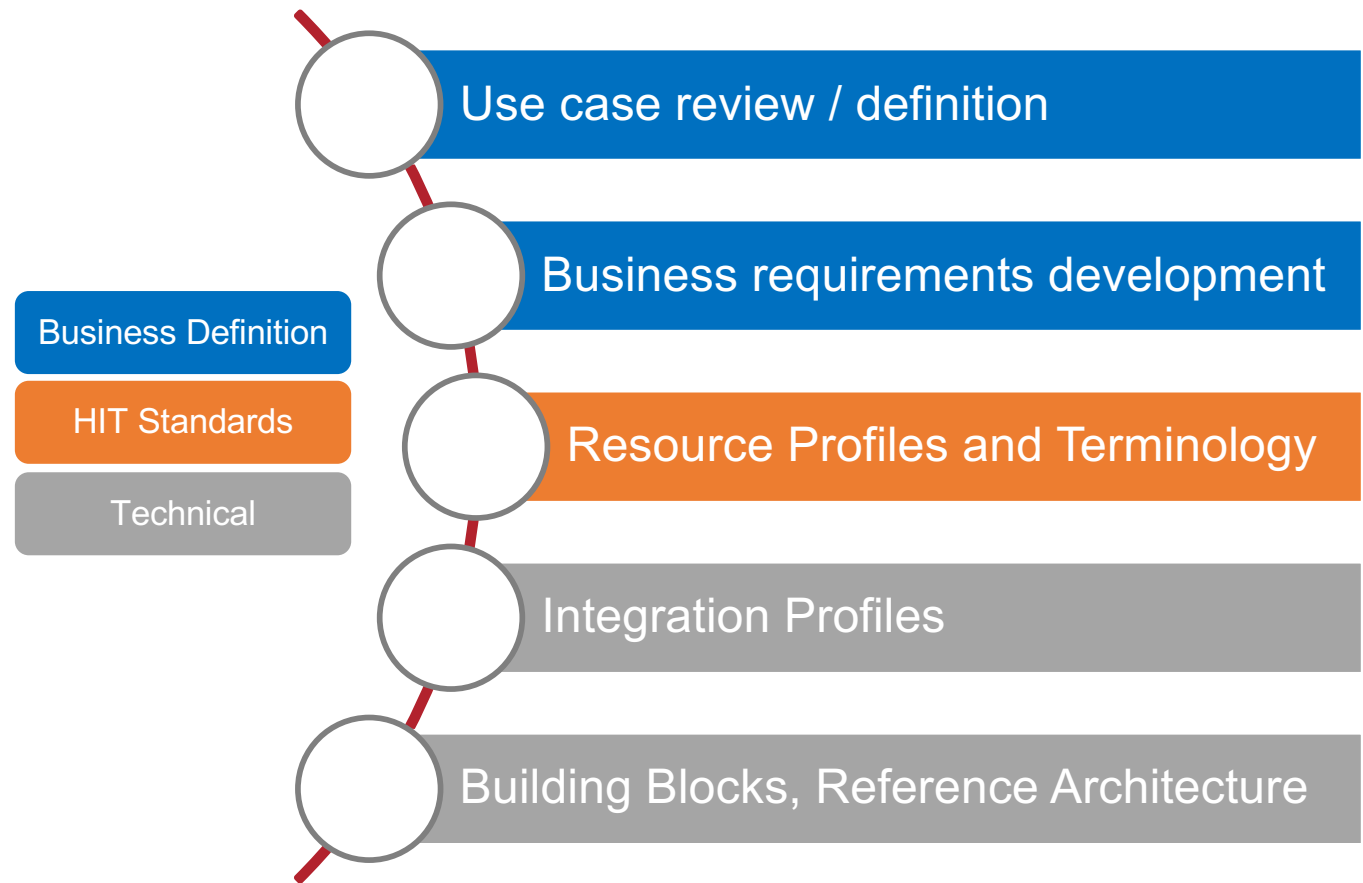 Use case review / definition
Business requirements development
Business Definition
HIT Standards
Resource Profiles and Terminology
Technical
Integration Profiles
Building Blocks, Reference Architecture